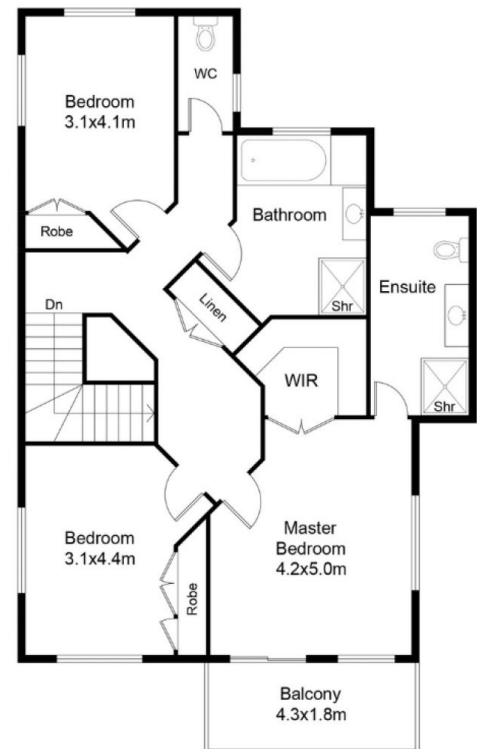 WC
Bedroom
3.1x4.1m
Bathroom
Robe
Ensuite
Dn
Linen
Shr
WIR
Shr
Bedroom
3.1x4.4m
Master
Bedroom
4.2x5.0m
Robe
Balcony
4.3x1.8m